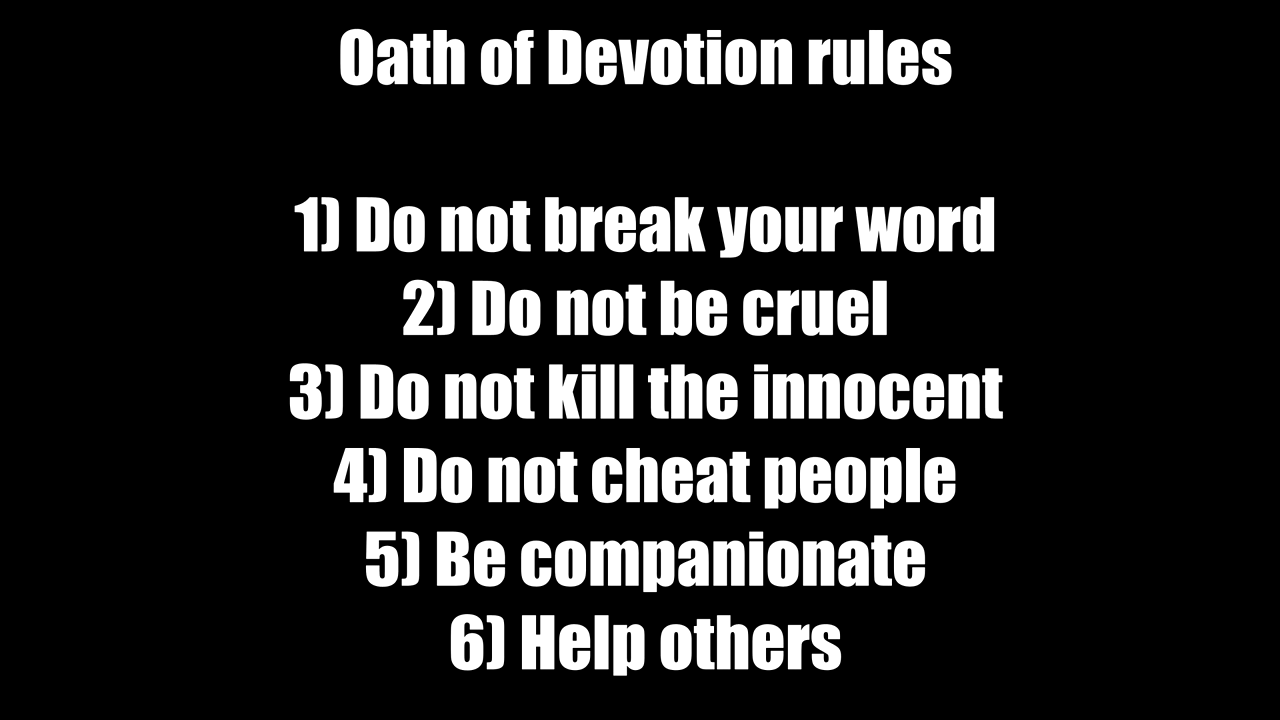 Oath of Devotion rules
1) Do not break your word
2) Do not be cruel
3) Do not kill the innocent
4) Do not cheat people
5) Be companionate
6) Help others